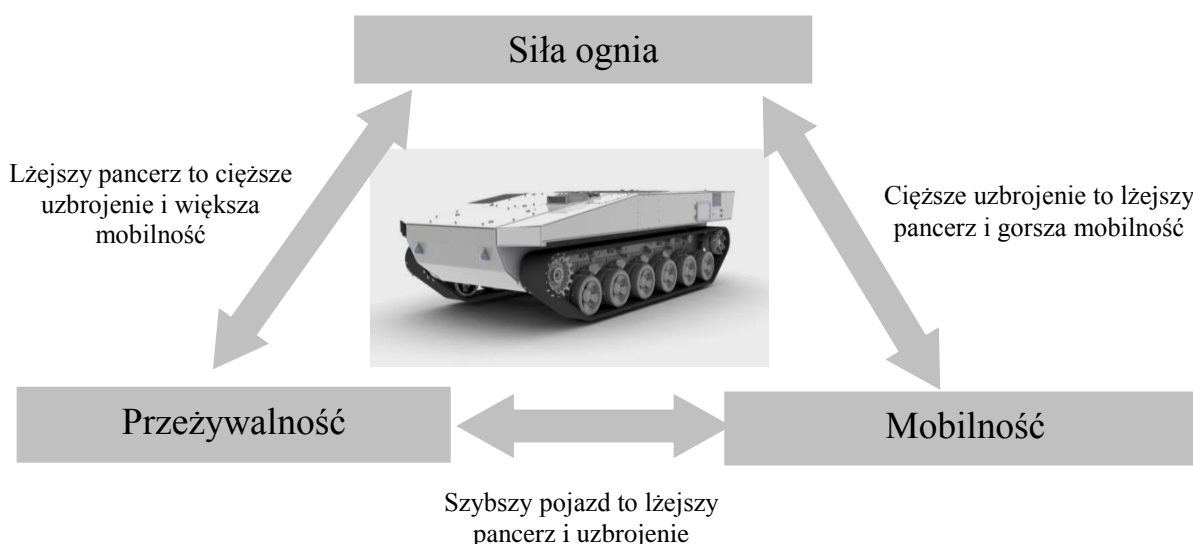 Siła ognia
Lżejszy pancerz to cięższe
uzbrojenie i większa
mobilność
Cięższe uzbrojenie to lżejszy
pancerz i gorsza mobilność
Przeżywalność
Mobilność
Szybszy pojazd to lżejszy
pancerz i uzbrojenie